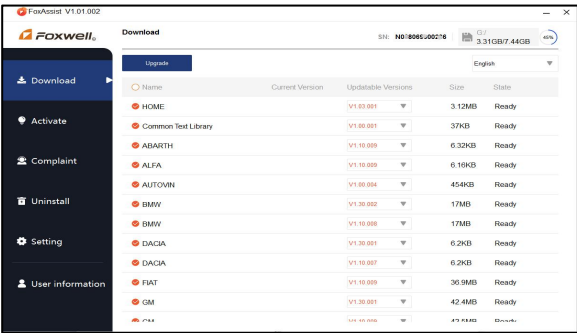 FoxAssist V1.01.002
FOXWELL®
Download
SN:
G:/
3.31GB/7.44GB
45%
Upgrade
English
Download
Activate
Complaint
Uninstall
Setting
User information
Name Current Version Updatable Versions Size State
HOME V1.03.001 3.12MB Ready
Common Text Library V1.00.001 37KB Ready
ABARTH V1.10.009 6.32KB Ready
ALFA V1.10.009 6.16KB Ready
AUTOVIN V1.00.004 454KB Ready
BMW V1.30.002 17MB Ready
BMW V1.10.008 17MB Ready
DACIA V1.30.001 6.2KB Ready
DACIA V1.10.007 6.2KB Ready
FIAT V1.10.009 36.9MB Ready
GM V1.30.001 42.4MB Ready
GM 42.5MB Ready